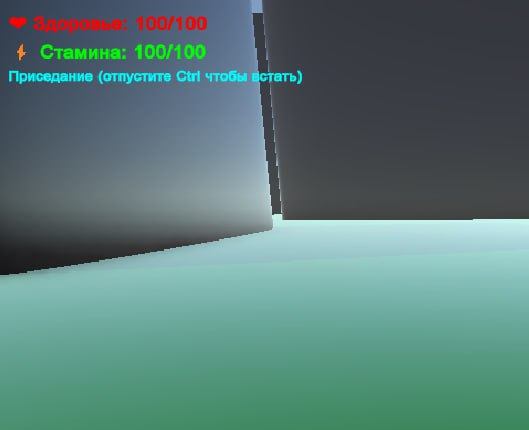 ❤ Здоровье: 100/100
⚡ Стамина: 100/100
Приседание (отпустите Ctrl чтобы встать)